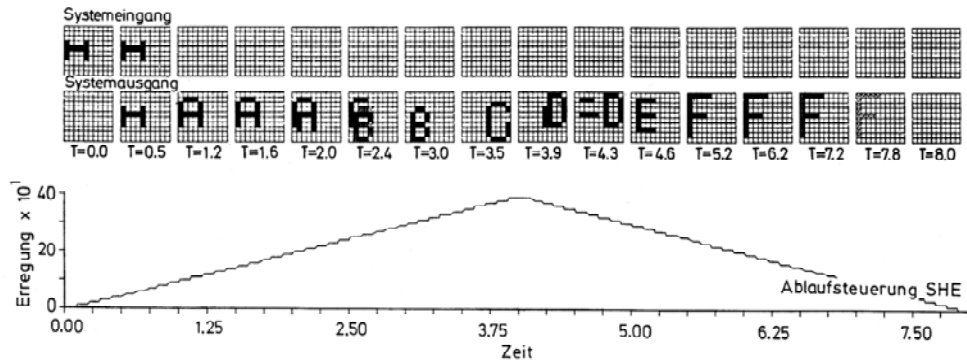 Systemeingang
H H
Systemausgang
H A A A B B C D =D E F F F F
T=0.0 T=0.5 T=1.2 T=1.6 T=2.0 T=2.4 T=3.0 T=3.5 T=3.9 T=4.3 T=4.6 T=5.2 T=6.2 T=7.2 T=7.8 T=8.0
Erregung x 10¹
40
20
0
Ablaufsteuerung SHE
0.00 1.25 2.50 3.75 5.00 6.25 7.50
Zeit